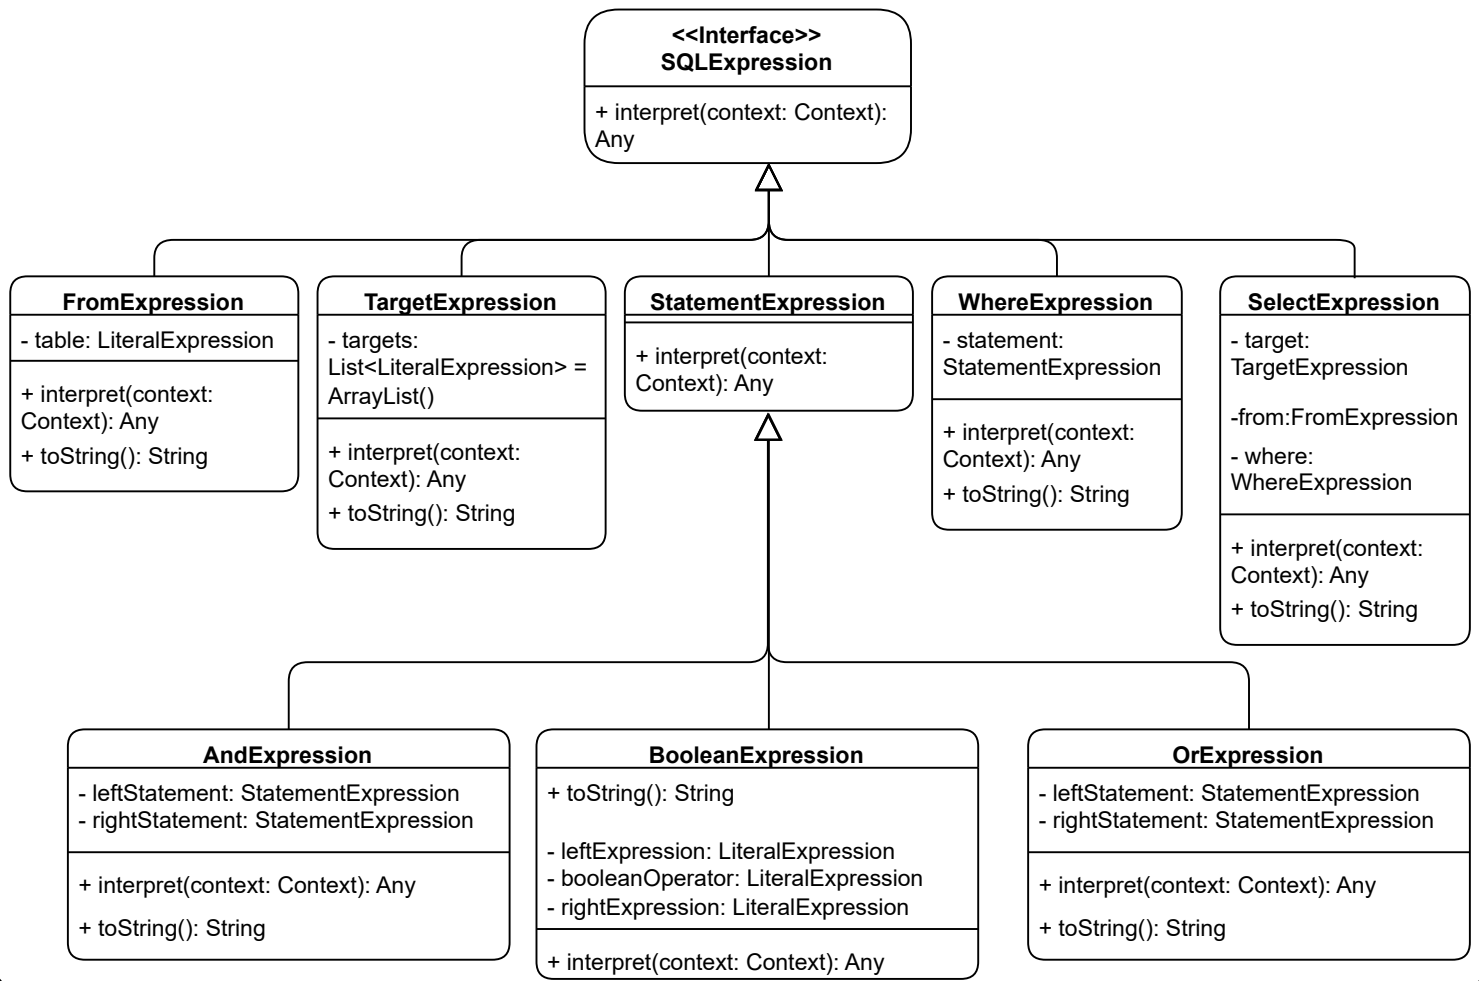 <<Interface>>
SQLExpression
+ interpret(context: Context):
Any
FromExpression
- table: LiteralExpression
+ interpret(context:
Context): Any
+ toString(): String
TargetExpression
- targets:
List<LiteralExpression> =
ArrayList()
+ interpret(context:
Context): Any
+ toString(): String
StatementExpression
+ interpret(context:
Context): Any
WhereExpression
- statement:
StatementExpression
+ interpret(context:
Context): Any
+ toString(): String
SelectExpression
- target:
TargetExpression
-from:FromExpression
- where:
WhereExpression
+ interpret(context:
Context): Any
+ toString(): String
AndExpression
- leftStatement: StatementExpression
- rightStatement: StatementExpression
+ interpret(context: Context): Any
+ toString(): String
BooleanExpression
+ toString(): String
- leftExpression: LiteralExpression
- booleanOperator: LiteralExpression
- rightExpression: LiteralExpression
+ interpret(context: Context): Any
OrExpression
- leftStatement: StatementExpression
- rightStatement: StatementExpression
+ interpret(context: Context): Any
+ toString(): String